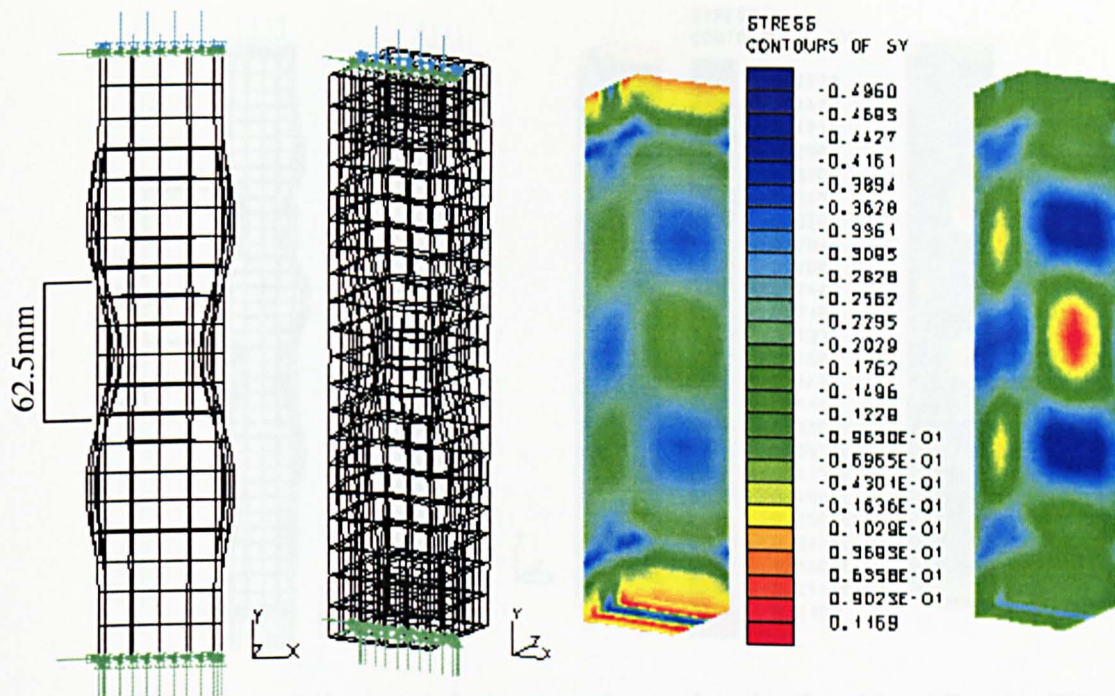 STRESS
CONTOURS OF SY
-0.4960
-0.4693
-0.4427
-0.4161
-0.3894
-0.3628
-0.3361
-0.3095
-0.2828
-0.2562
-0.2295
-0.2029
-0.1762
-0.1496
-0.1229
-0.9630E-01
-0.6965E-01
-0.4301E-01
-0.1636E-01
0.1029E-01
0.3693E-01
0.6358E-01
0.9023E-01
0.1169
62.5mm
Y
Z X
Y
Z
X